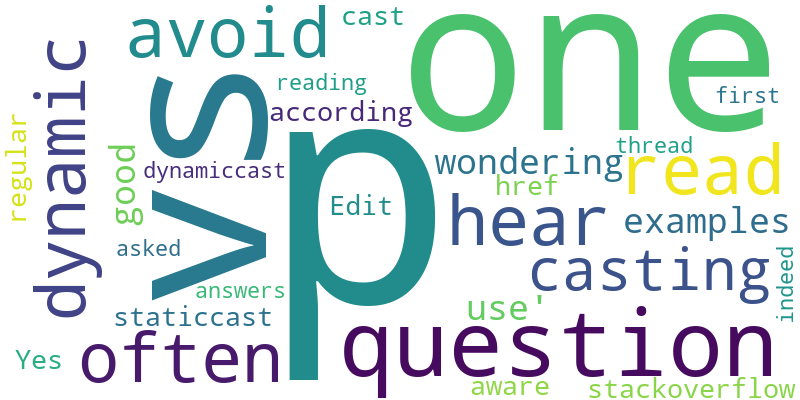 cast
one
avoid
dynamic
vs
reading
first
according
p
regular
good
thread
read
wondering
dynamiccast
href
Edit
hear
examples
asked
casting
indeed
answers
use'
staticcast
question
often
Yes
aware
stackoverflow